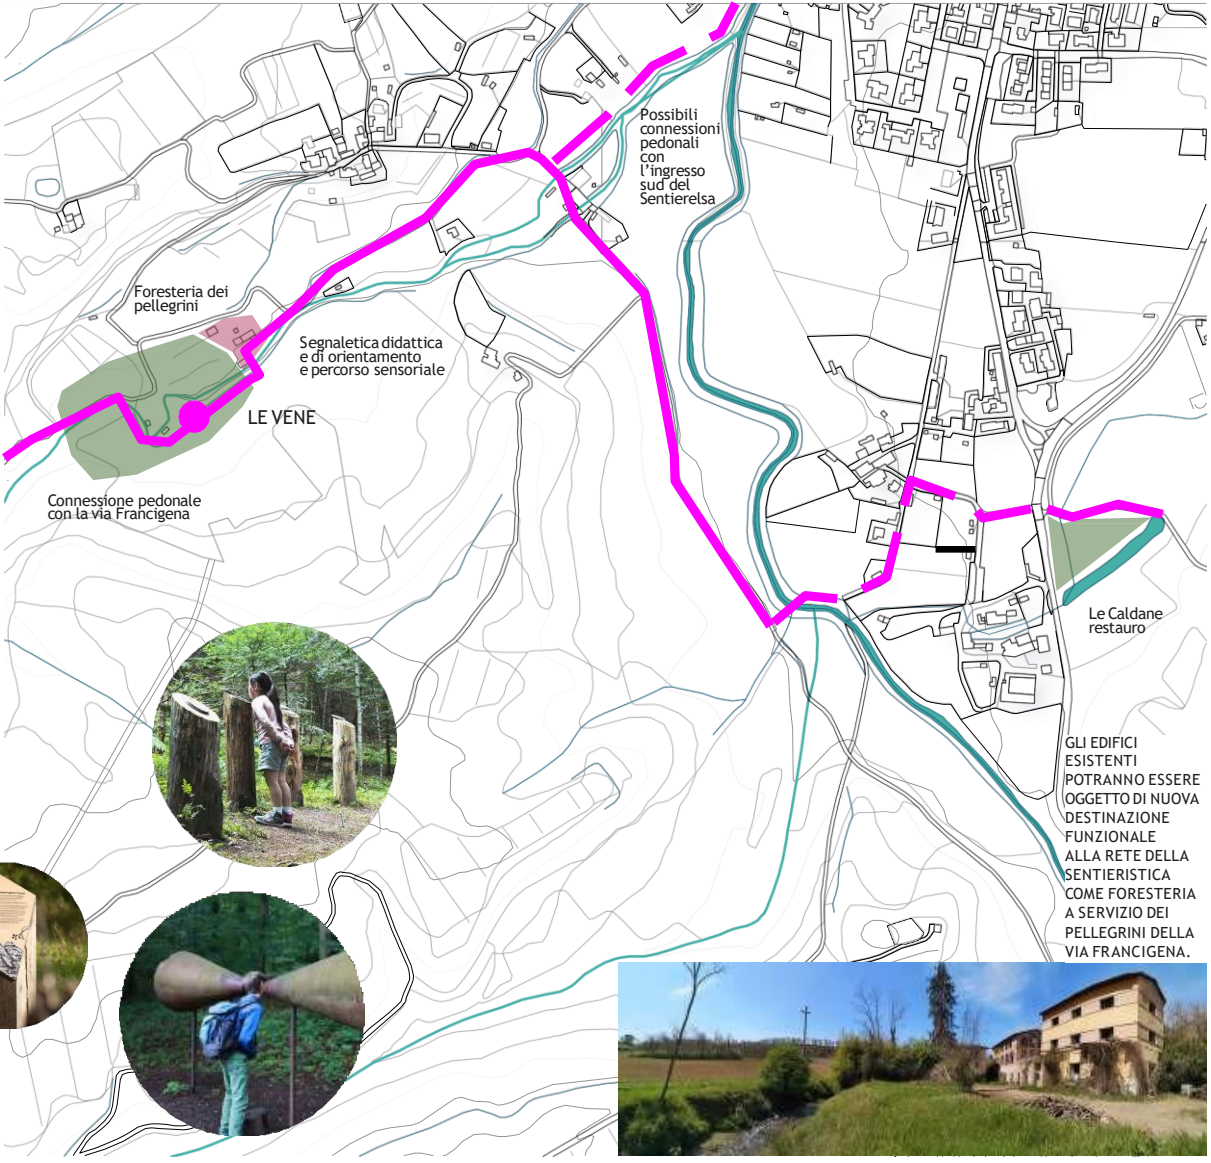 Possibili
connessioni
pedonali
con
l'ingresso
sud del
Sentierelsa
Foresteria dei
pellegrini
Segnaletica didattica
e di orientamento
e percorso sensoriale
LE VENE
Connessione pedonale
con la via Francigena
Le Caldane
restauro
GLI EDIFICI
ESISTENTI
POTRANNO ESSERE
OGGETTO DI NUOVA
DESTINAZIONE
FUNZIONALE
ALLA RETE DELLA
SENTIERISTICA
COME FORESTERIA
A SERVIZIO DEI
PELLEGRINI DELLA
VIA FRANCIGENA.